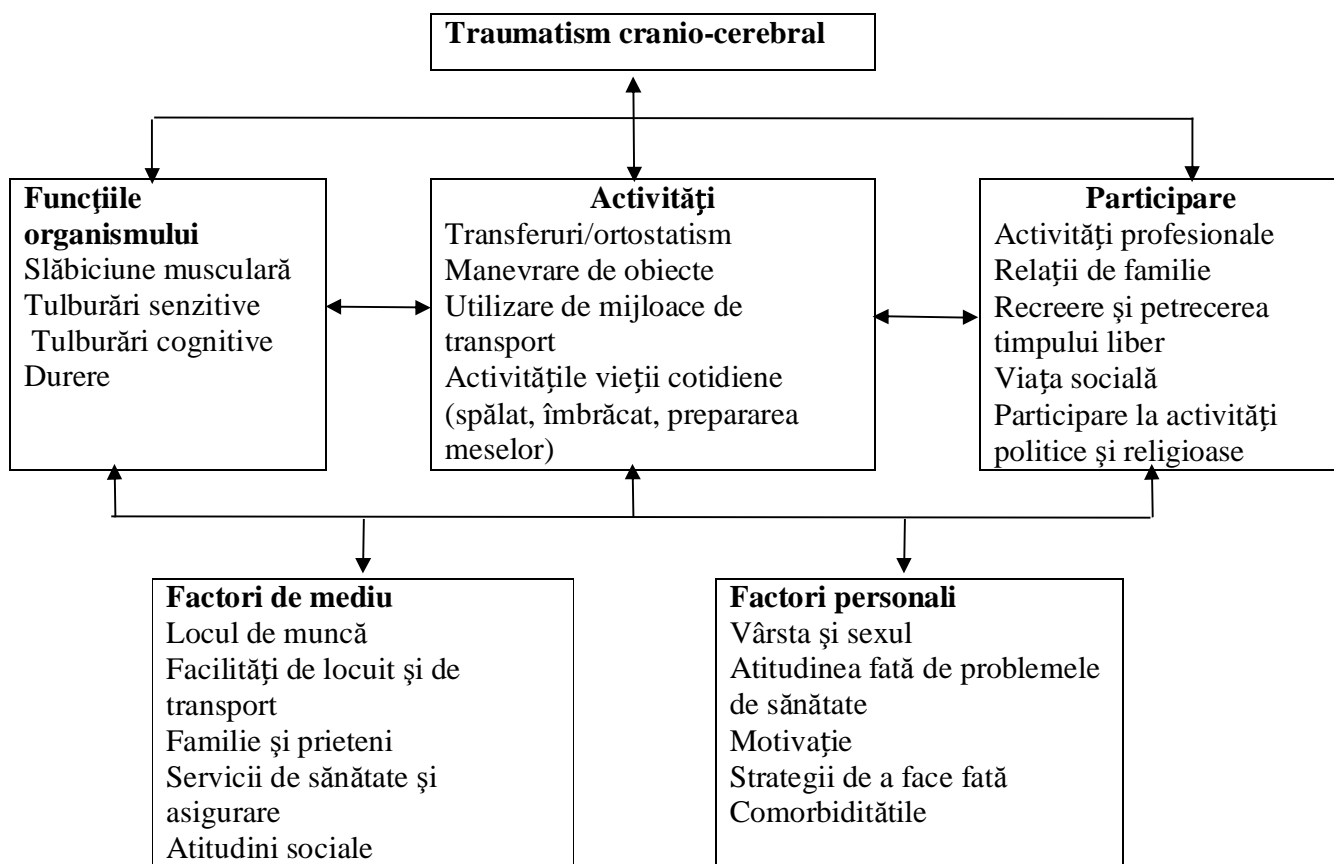 Traumatism cranio-cerebral
Funcţiile
organismului
Slăbiciune musculară
Tulburări senzitive
Tulburări cognitive
Durere
Activităţi
Transferuri/ortostatism
Manevrare de obiecte
Utilizare de mijloace de
transport
Activităţile vieţii cotidiene
(spălat, îmbrăcat, prepararea
meselor)
Participare
Activităţi profesionale
Relaţii de familie
Recreere şi petrecerea
timpului liber
Viaţa socială
Participare la activităţi
politice şi religioase
Factori de mediu
Locul de muncă
Facilităţi de locuit şi de
transport
Familie şi prieteni
Servicii de sănătate şi
asigurare
Atitudini sociale
Factori personali
Vârsta şi sexul
Atitudinea fată de problemele
de sănătate
Motivaţie
Strategii de a face fată
Comorbidităţile